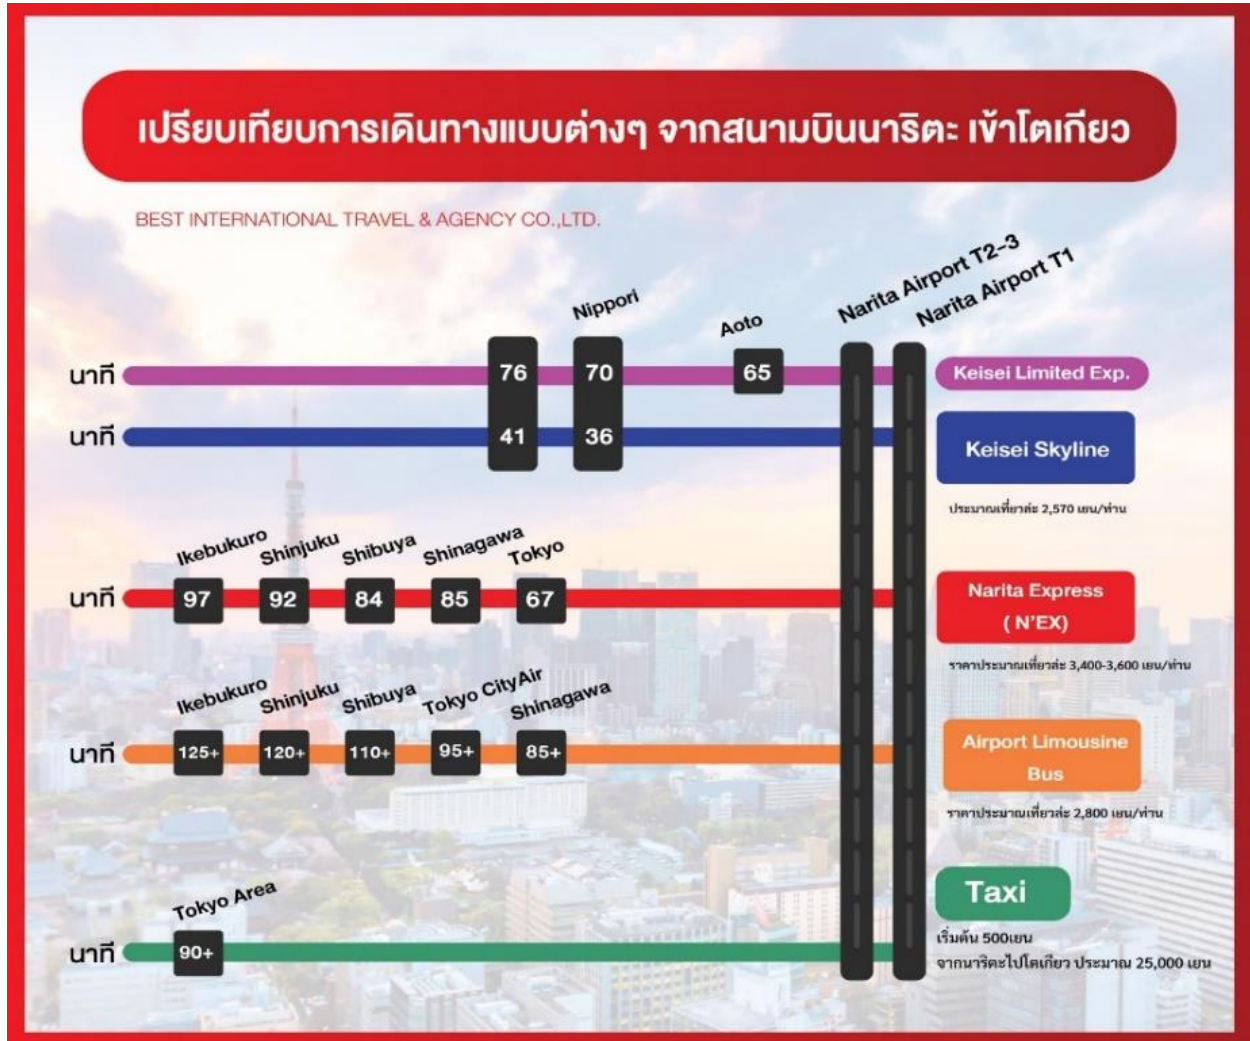 เปรียบเทียบการเดินทางแบบต่างๆ จากสนามบินนาริตะ เข้าโตเกียว
BEST INTERNATIONAL TRAVEL & AGENCY CO.,LTD.
Nippori
Aoto
Narita Airport T2-3
Narita Airport T1
นาที
76
70
65
Keisei Limited Exp.
นาที
41
36
Keisei Skyline
ประมาณเที่ยวล่ะ 2,570 เยน/ท่าน
Ikebukuro
Shinjuku
Shibuya
Shinagawa
Tokyo
นาที
97
92
84
85
67
Narita Express
( N'EX)
ราคาประมาณเที่ยวล่ะ 3,400-3,600 เยน/ท่าน
Ikebukuro
Shinjuku
Shibuya
Tokyo CityAir
Shinagawa
นาที
125+
120+
110+
95+
85+
Airport Limousine
Bus
ราคาประมาณเที่ยวล่ะ 2,800 เยน/ท่าน
Tokyo Area
นาที
90+
Taxi
เริ่มต้น 500เยน
จากนาริตะไปโตเกียว ประมาณ 25,000 เยน